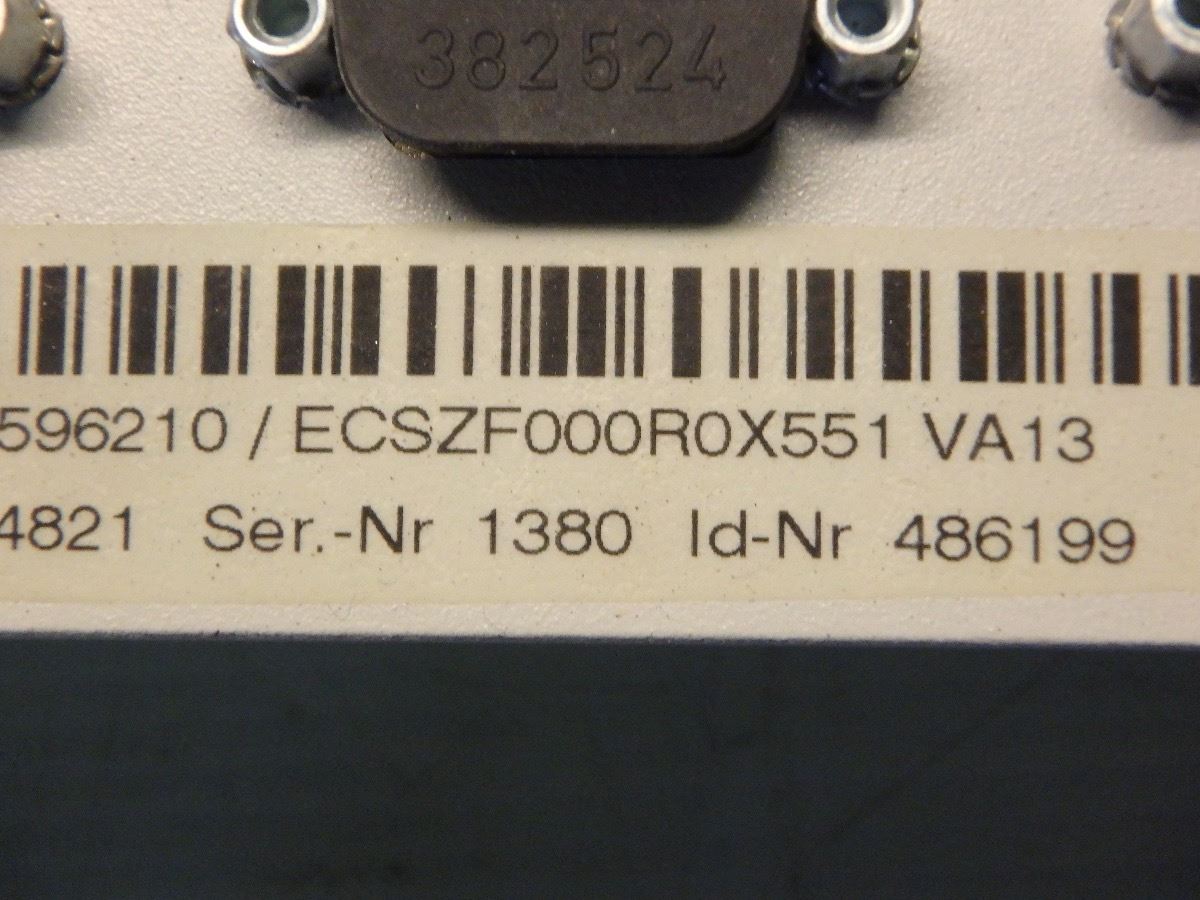 382524
596210 / ECSZF000R0X551 VA13
4821 Ser.-Nr 1380 Id-Nr 486199